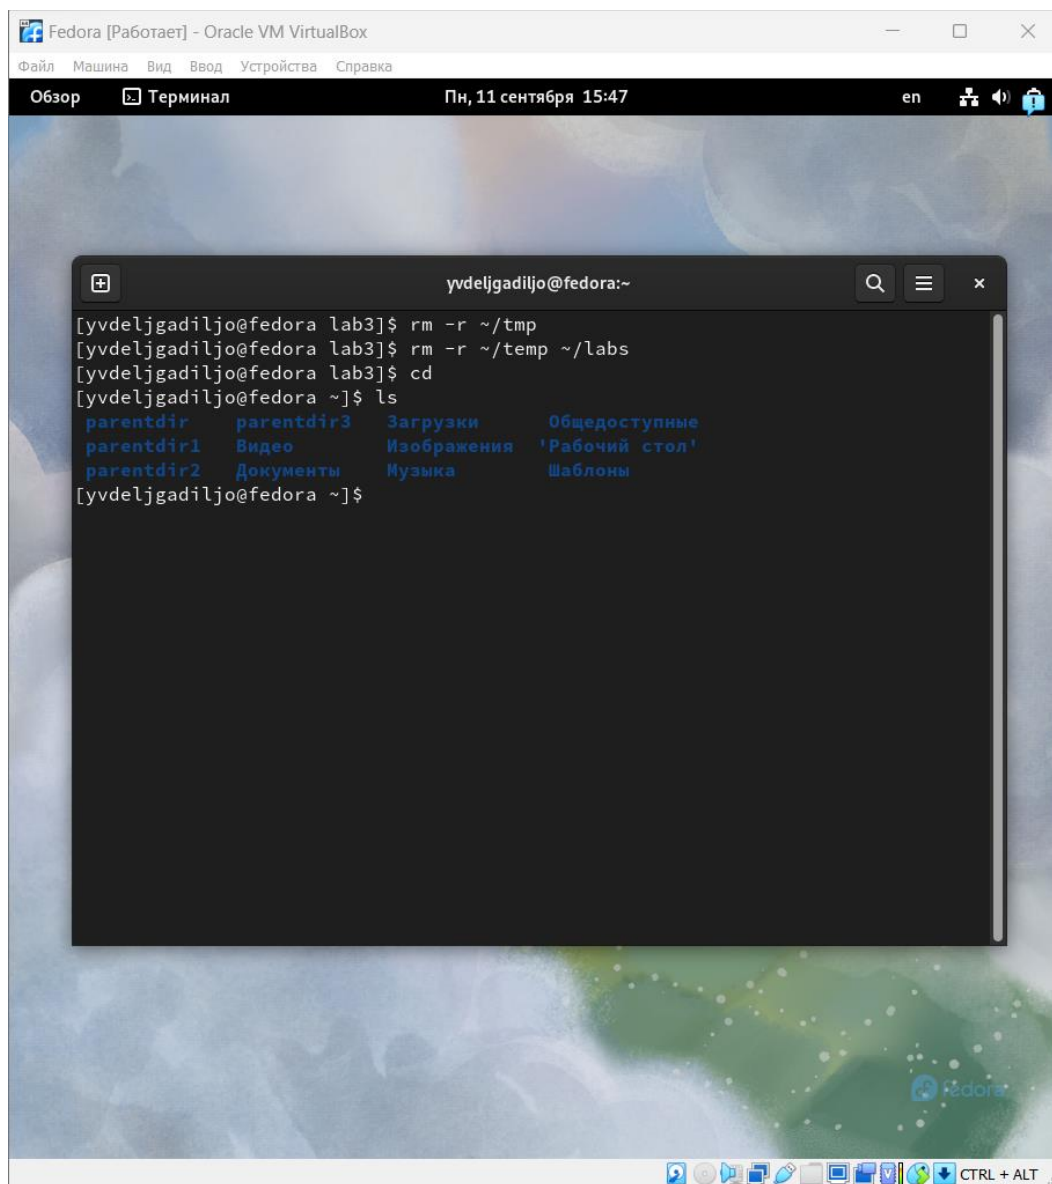 Fedora [Работает] - Oracle VM VirtualBox
Файл Машина Вид Ввод Устройства Справка
Обзор Терминал Пн, 11 сентября 15:47 en
yvdeljgadiljo@fedora:~
[yvdeljgadiljo@fedora lab3]$ rm -r ~/tmp
[yvdeljgadiljo@fedora lab3]$ rm -r ~/temp ~/labs
[yvdeljgadiljo@fedora lab3]$ cd
[yvdeljgadiljo@fedora ~]$ ls
parentdir parentdir3 Загрузки Общедоступные
parentdir1 Видео Изображения 'Рабочий стол'
parentdir2 Документы Музыка Шаблоны
[yvdeljgadiljo@fedora ~]$
fedora
CTRL + ALT